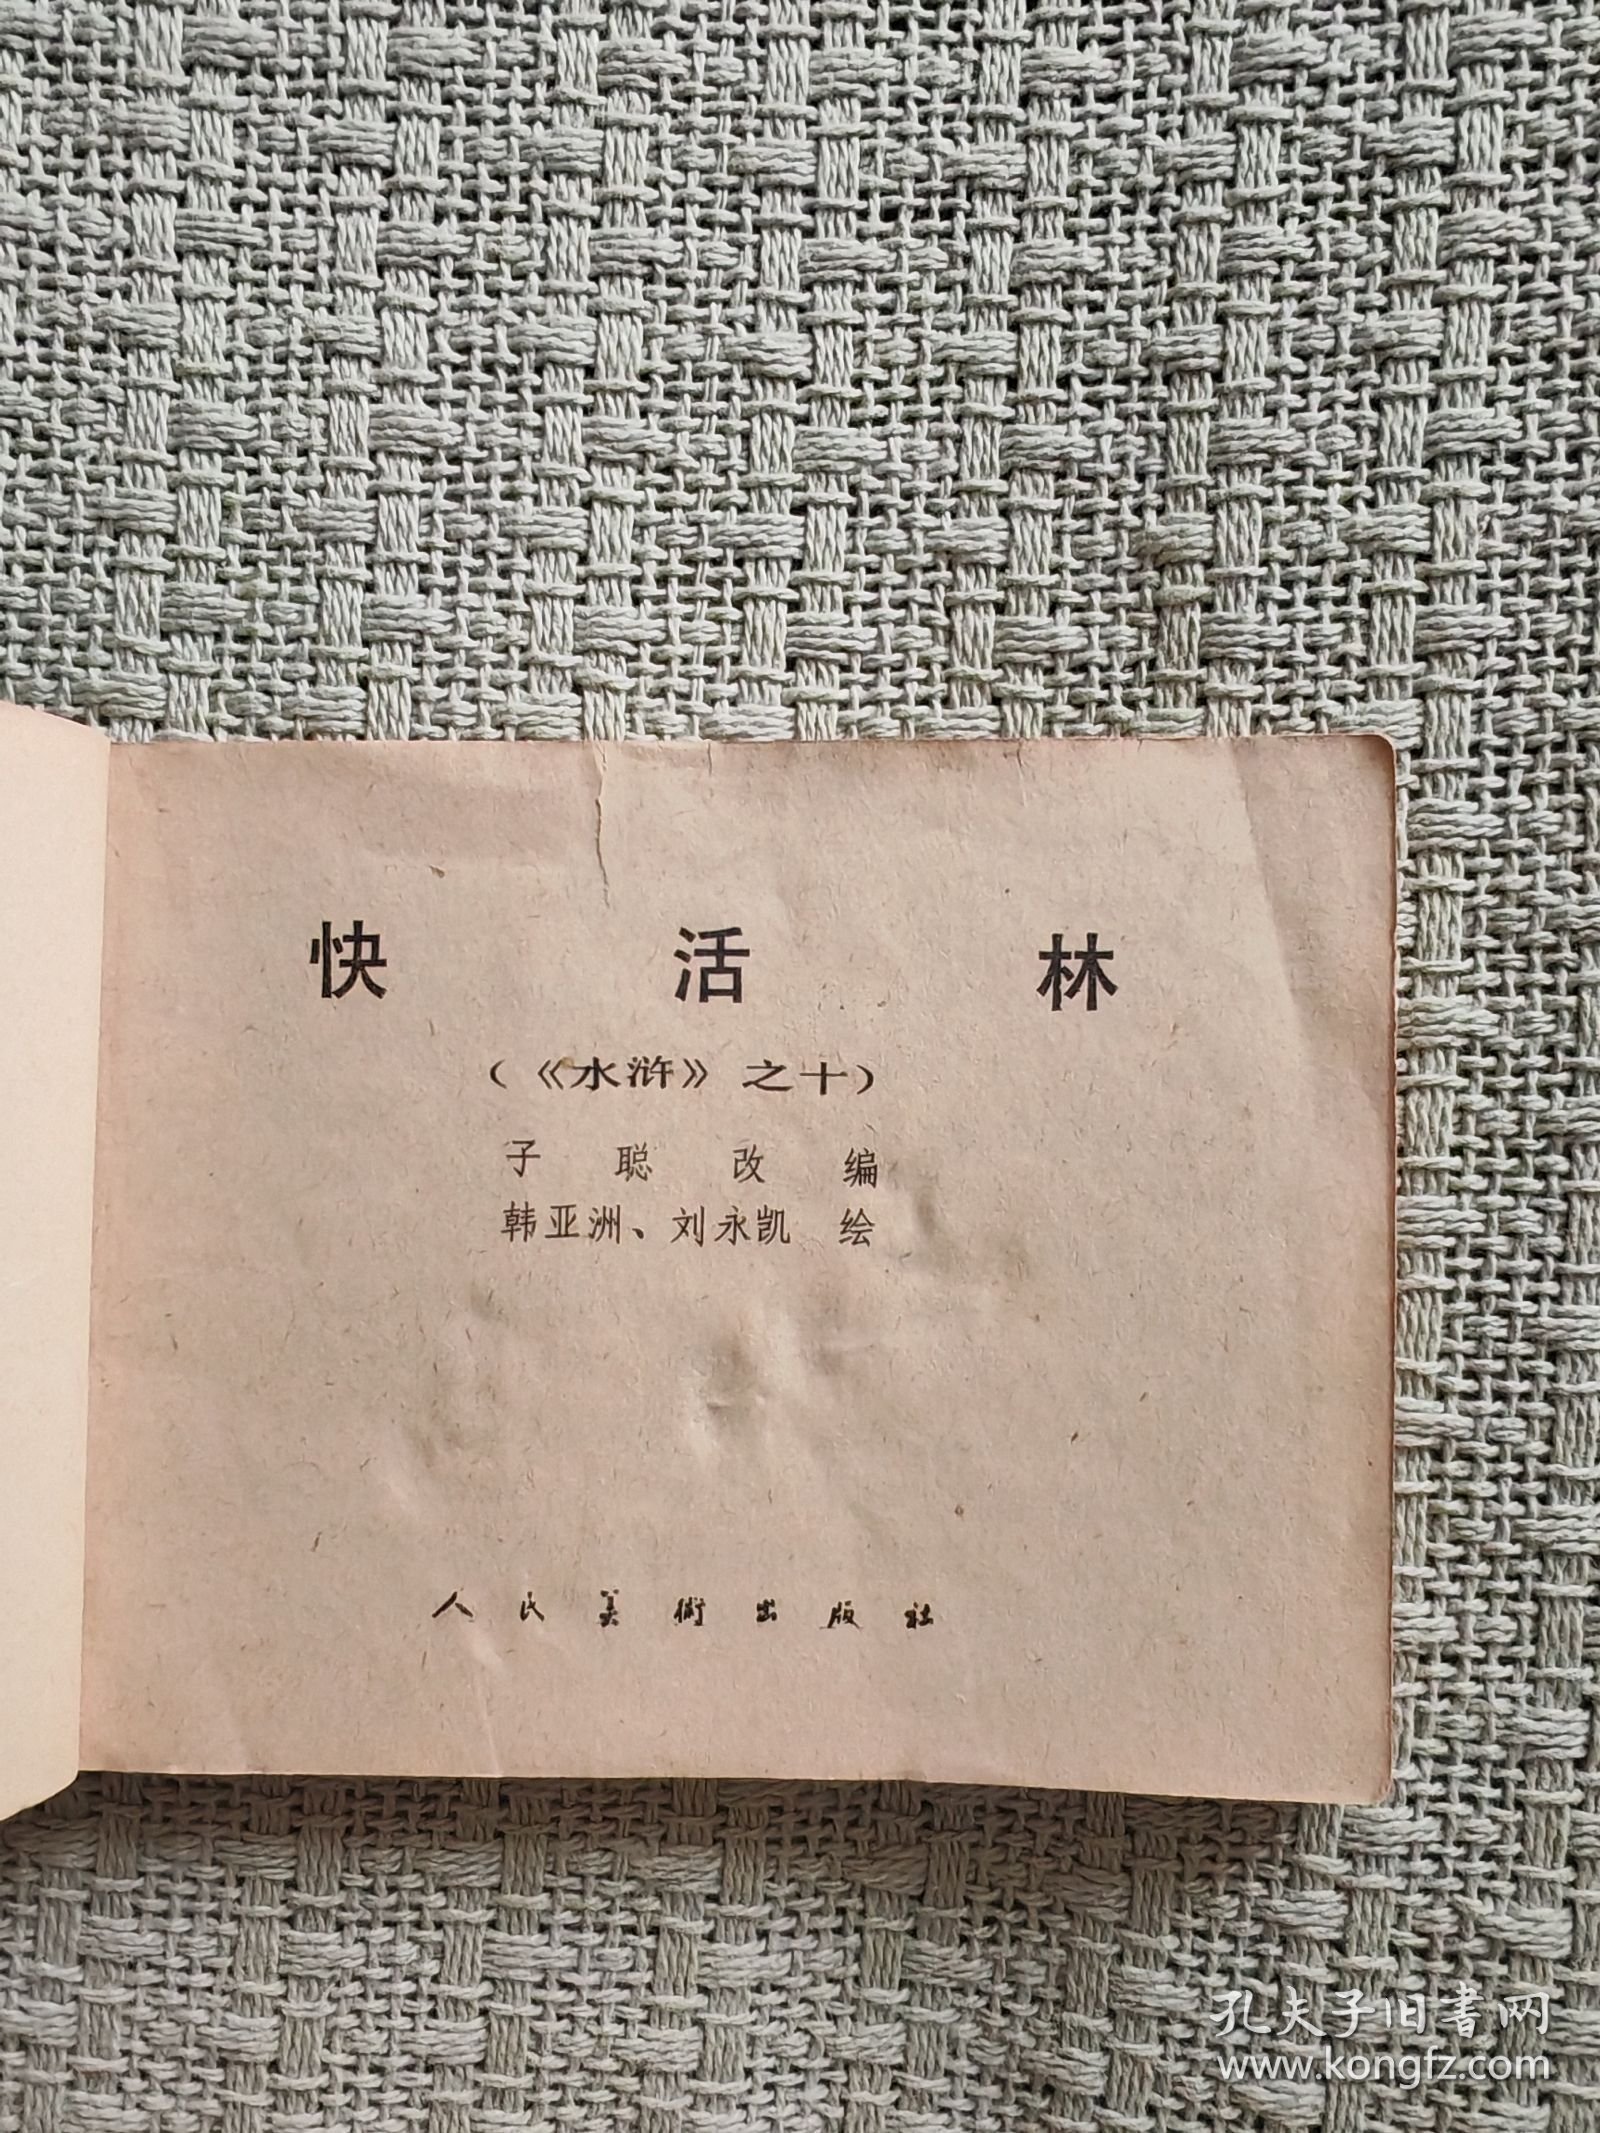 快活林
（《水浒》之十）
子聪改编
韩亚洲、刘永凯 绘
人民美術出版社
孔夫子旧書网
www.kongfz.com